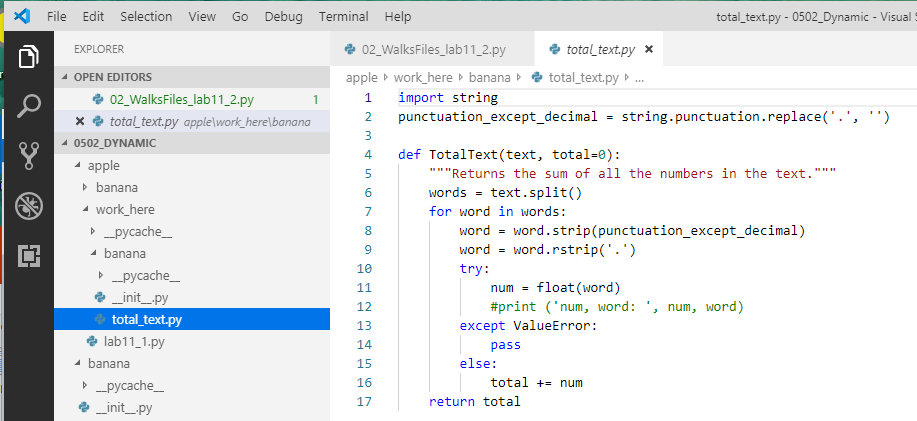 File Edit Selection View Go Debug Terminal Help total_text.py - 0502_Dynamic - Visual S
EXPLORER
OPEN EDITORS
02_WalksFiles_lab11_2.py 1
total_text.py apple\work_here\banana
0502_DYNAMIC
apple
banana
work_here
__pycache__
banana
__pycache__
__init__.py
total_text.py
lab11_1.py
banana
__pycache__
__init__.py
02_WalksFiles_lab11_2.py total_text.py
apple > work_here > banana > total_text.py > ...
1 import string
2 punctuation_except_decimal = string.punctuation.replace('.', '')
3
4 def TotalText(text, total=0):
5     """Returns the sum of all the numbers in the text."""
6     words = text.split()
7     for word in words:
8         word = word.strip(punctuation_except_decimal)
9         word = word.rstrip('.')
10         try:
11             num = float(word)
12             #print ('num, word: ', num, word)
13         except ValueError:
14             pass
15         else:
16             total += num
17     return total